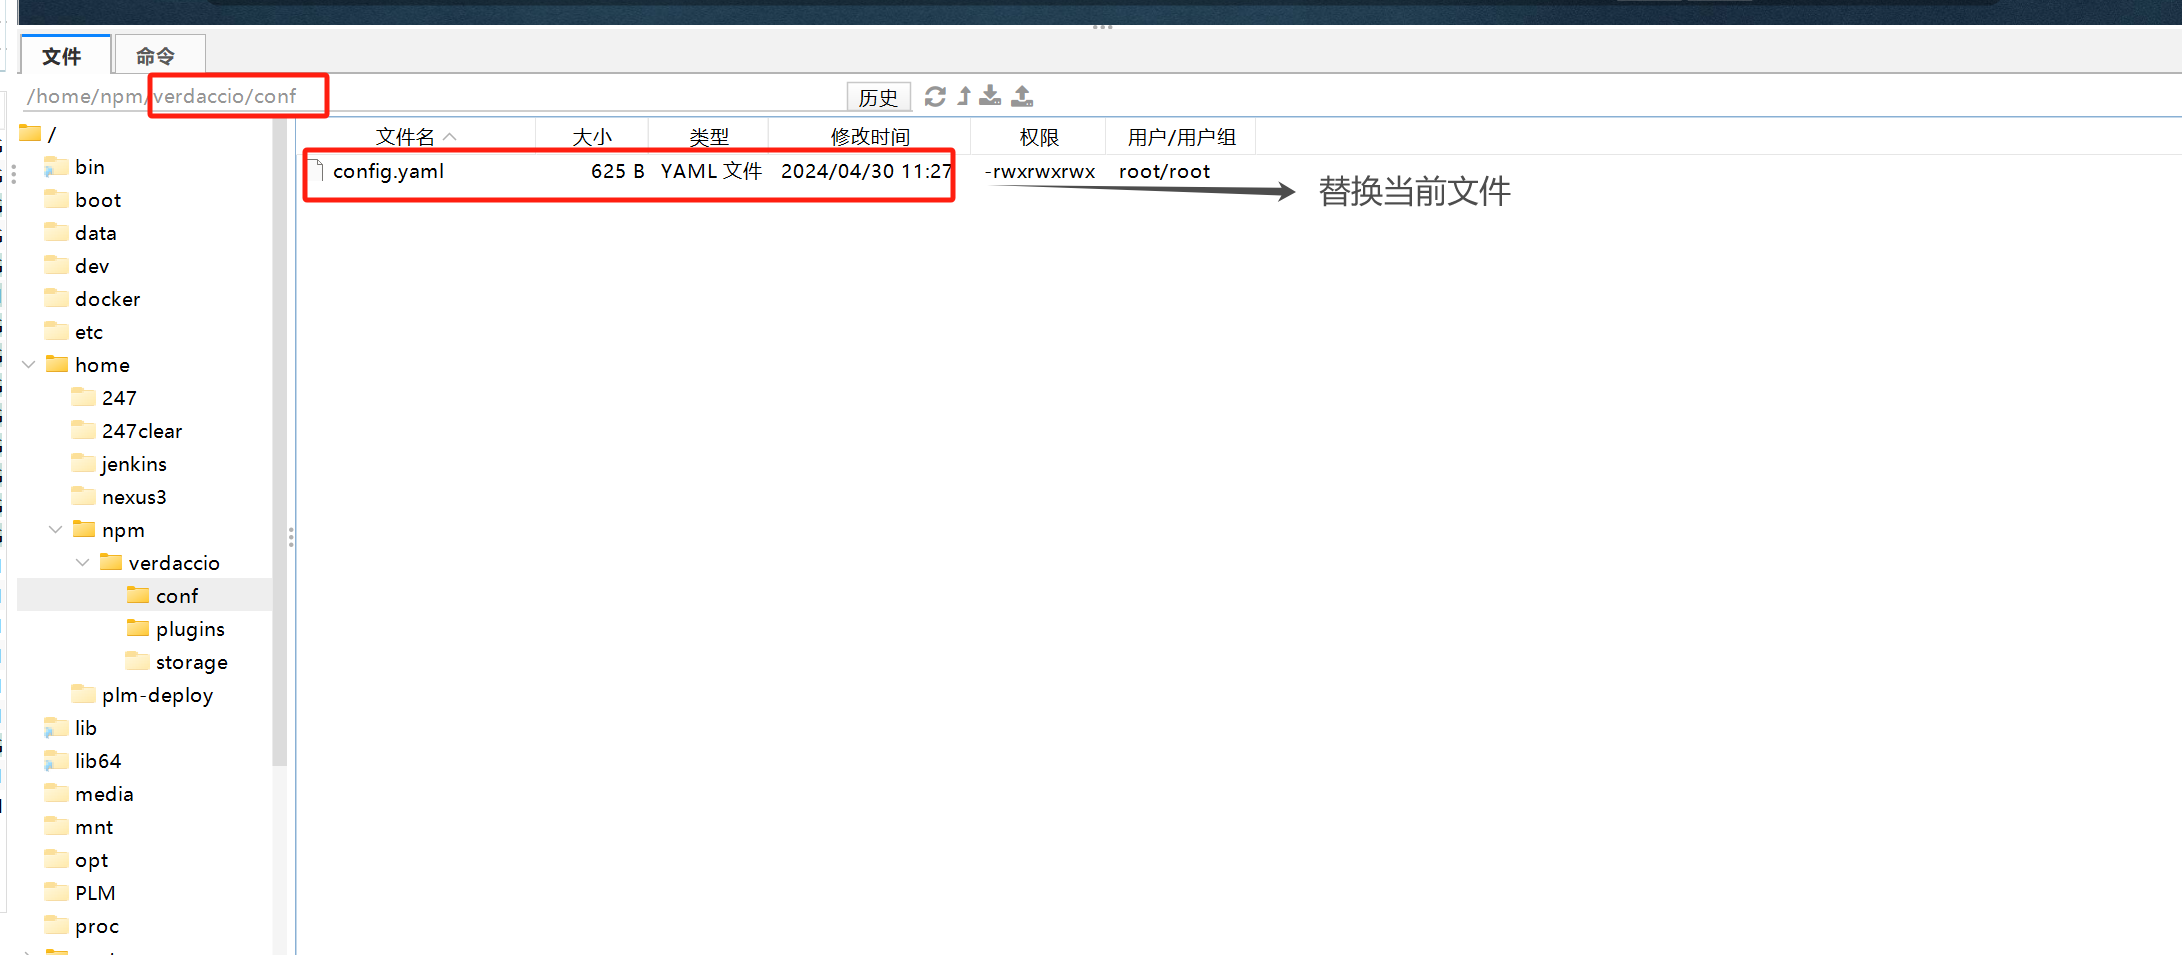 文件 命令
/home/npm/verdaccio/conf 历史
文件名 大小 类型 修改时间 权限 用户/用户组
config.yaml 625 B YAML 文件 2024/04/30 11:27 -rwxrwxrwx root/root
替换当前文件
/
bin
boot
data
dev
docker
etc
home
247
247clear
jenkins
nexus3
npm
verdaccio
conf
plugins
storage
plm-deploy
lib
lib64
media
mnt
opt
PLM
proc